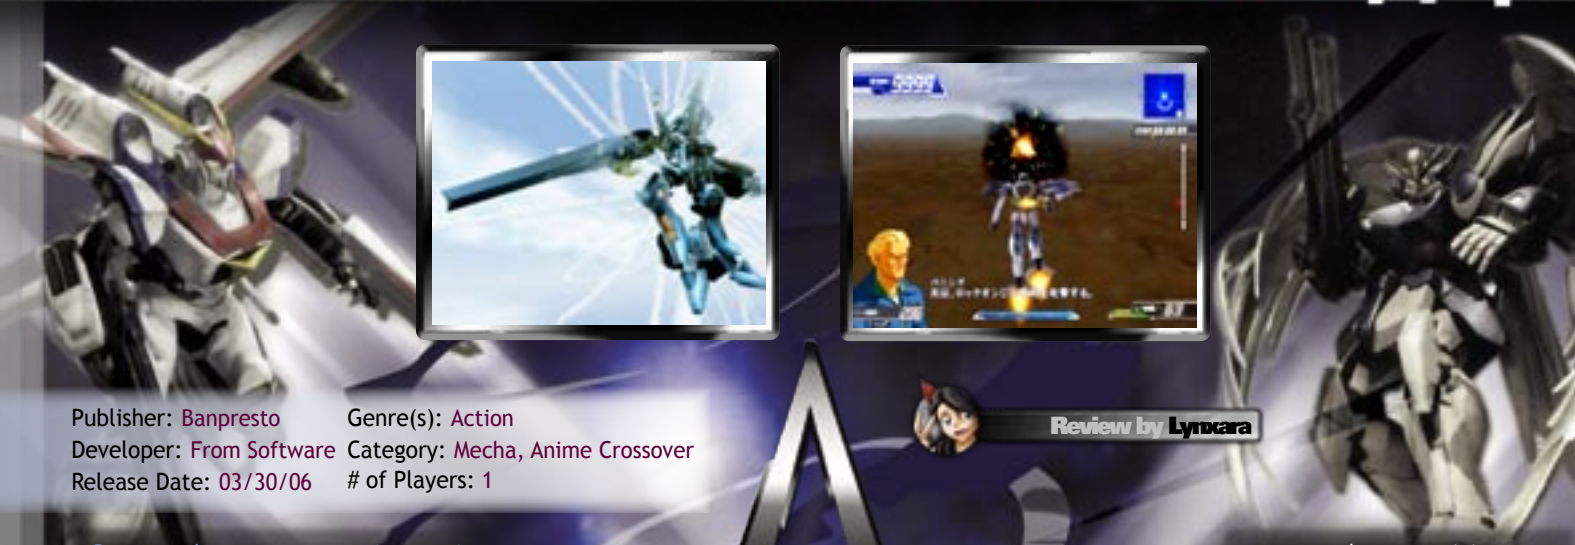 Publisher: Banpresto
Developer: From Software
Release Date: 03/30/06
Genre(s): Action
Category: Mecha, Anime Crossover
# of Players: 1
Review by Lynxara